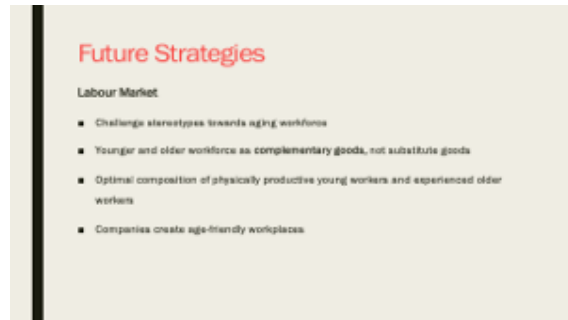 Future Strategies
Labour Market
■ Challenge stereotypes towards aging workforce
■ Younger and older workforce as complementary goods, not substitute goods
■ Optimal composition of physically productive young workers and experienced older
workers
■ Companies create age-friendly workplaces